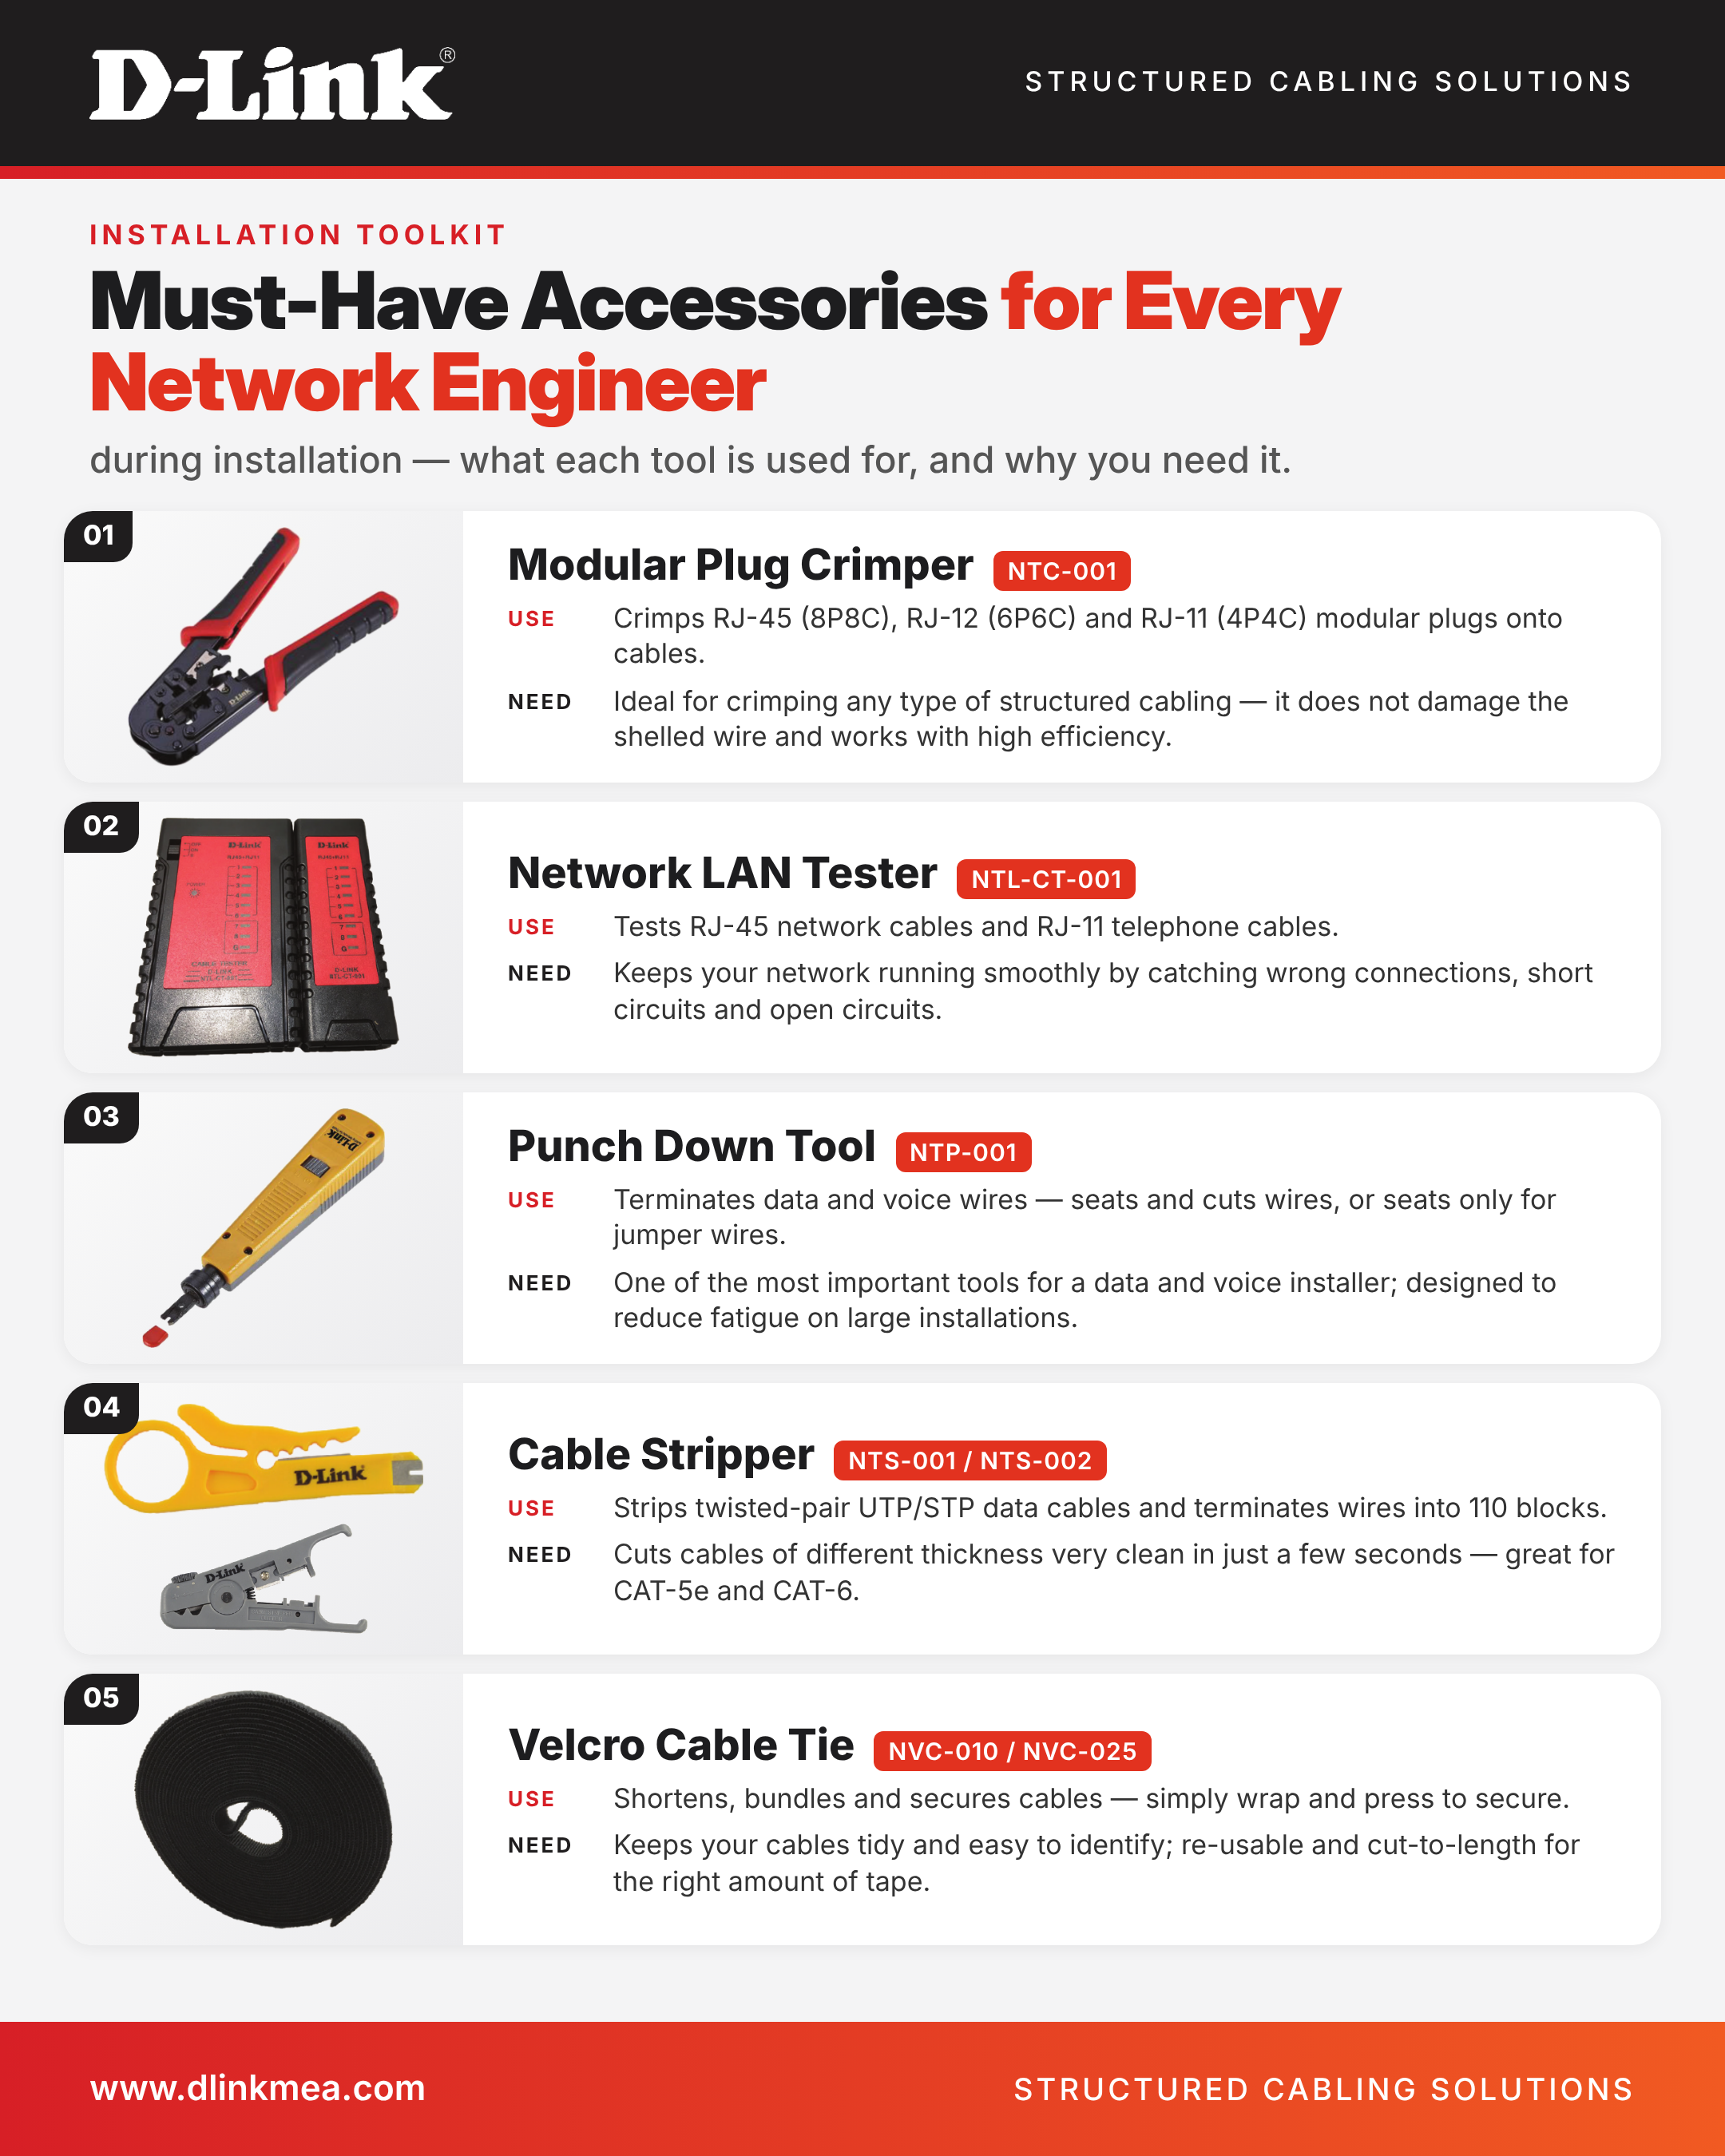 D-Link®
STRUCTURED CABLING SOLUTIONS
INSTALLATION TOOLKIT
Must-Have Accessories for Every
Network Engineer
during installation — what each tool is used for, and why you need it.
01
D-Link
Modular Plug Crimper NTC-001
USE Crimps RJ-45 (8P8C), RJ-12 (6P6C) and RJ-11 (4P4C) modular plugs onto
cables.
NEED Ideal for crimping any type of structured cabling — it does not damage the
shelled wire and works with high efficiency.
02
D-Link D-Link
Network LAN Tester NTL-CT-001
USE Tests RJ-45 network cables and RJ-11 telephone cables.
NEED Keeps your network running smoothly by catching wrong connections, short
circuits and open circuits.
03
D-Link
Punch Down Tool NTP-001
USE Terminates data and voice wires — seats and cuts wires, or seats only for
jumper wires.
NEED One of the most important tools for a data and voice installer; designed to
reduce fatigue on large installations.
04
D-Link
D-Link
Cable Stripper NTS-001 / NTS-002
USE Strips twisted-pair UTP/STP data cables and terminates wires into 110 blocks.
NEED Cuts cables of different thickness very clean in just a few seconds — great for
CAT-5e and CAT-6.
05
Velcro Cable Tie NVC-010 / NVC-025
USE Shortens, bundles and secures cables — simply wrap and press to secure.
NEED Keeps your cables tidy and easy to identify; re-usable and cut-to-length for
the right amount of tape.
www.dlinkmea.com
STRUCTURED CABLING SOLUTIONS